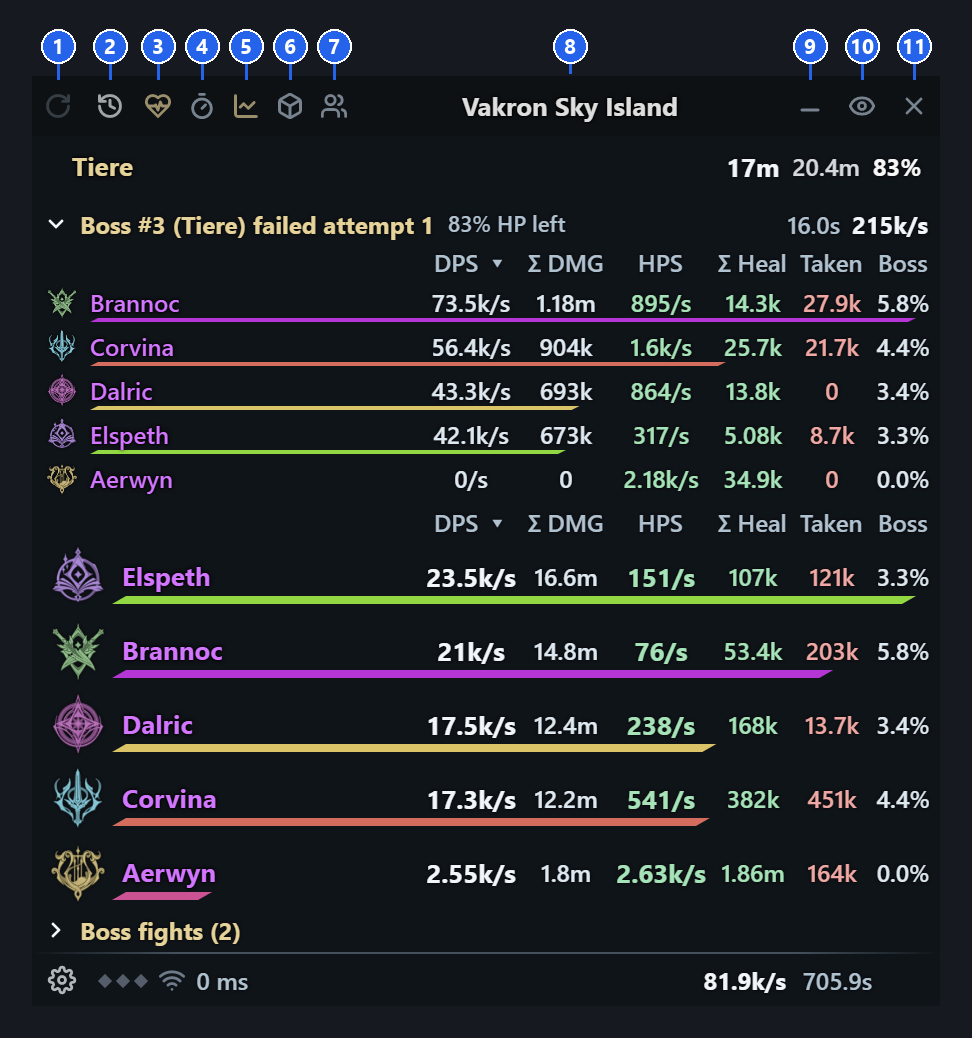 1 2 3 4 5 6 7 8 9 10 11
Vakron Sky Island
Tiere 17m 20.4m 83%
Boss #3 (Tiere) failed attempt 1 83% HP left 16.0s 215k/s
DPS ▼ Σ DMG HPS Σ Heal Taken Boss
Brannoc 73.5k/s 1.18m 895/s 14.3k 27.9k 5.8%
Corvina 56.4k/s 904k 1.6k/s 25.7k 21.7k 4.4%
Dalric 43.3k/s 693k 864/s 13.8k 0 3.4%
Elspeth 42.1k/s 673k 317/s 5.08k 8.7k 3.3%
Aerwyn 0/s 0 2.18k/s 34.9k 0 0.0%
DPS ▼ Σ DMG HPS Σ Heal Taken Boss
Elspeth 23.5k/s 16.6m 151/s 107k 121k 3.3%
Brannoc 21k/s 14.8m 76/s 53.4k 203k 5.8%
Dalric 17.5k/s 12.4m 238/s 168k 13.7k 3.4%
Corvina 17.3k/s 12.2m 541/s 382k 451k 4.4%
Aerwyn 2.55k/s 1.8m 2.63k/s 1.86m 164k 0.0%
Boss fights (2)
0 ms 81.9k/s 705.9s